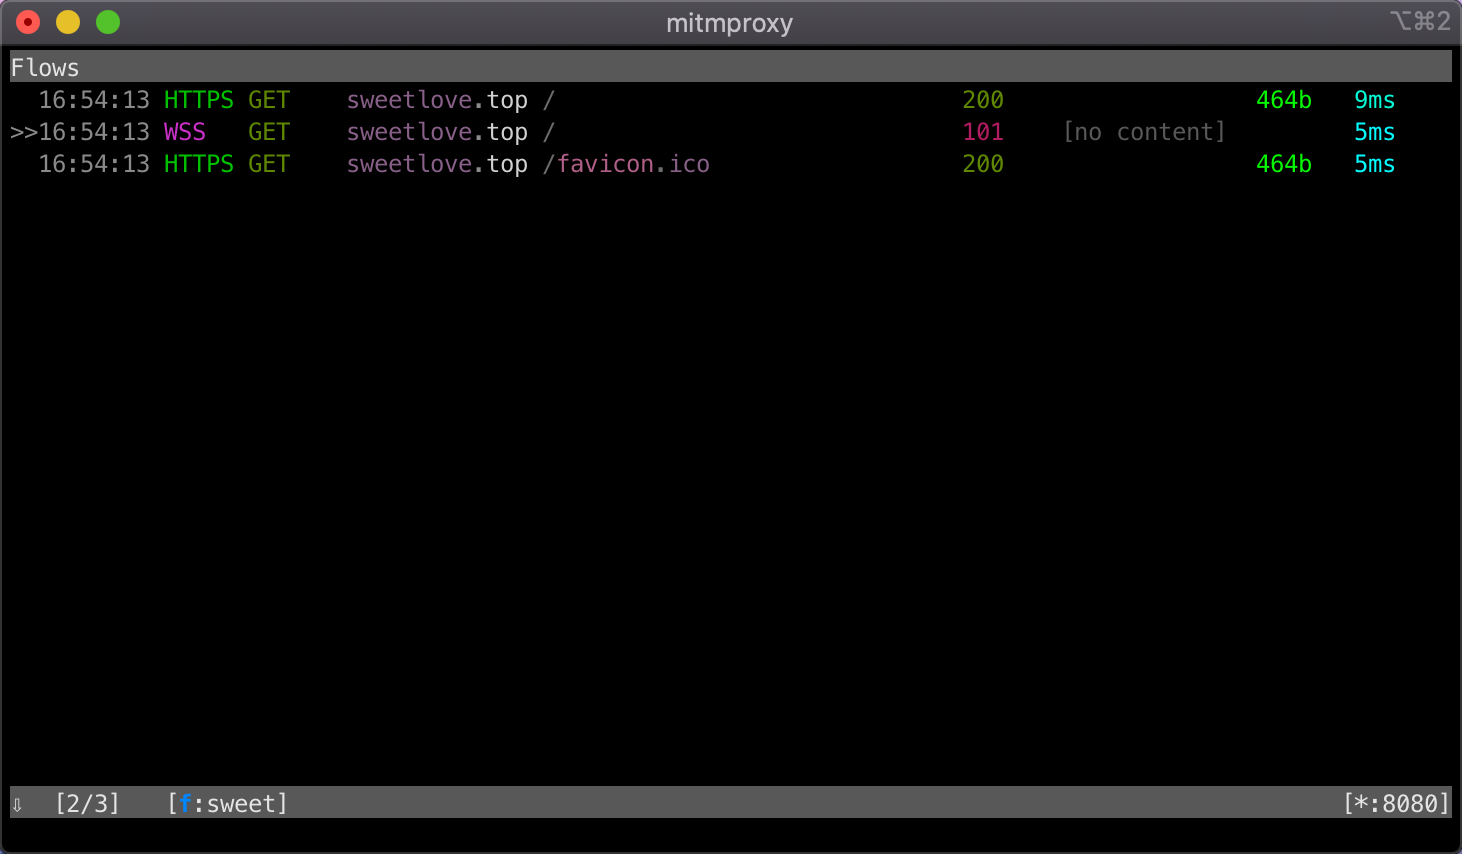 mitmproxy ⌥⌘2
Flows
16:54:13 HTTPS GET sweetlove.top / 200 464b 9ms
>>16:54:13 WSS GET sweetlove.top / 101 [no content] 5ms
16:54:13 HTTPS GET sweetlove.top /favicon.ico 200 464b 5ms
⇩ [2/3] [f:sweet] [*:8080]